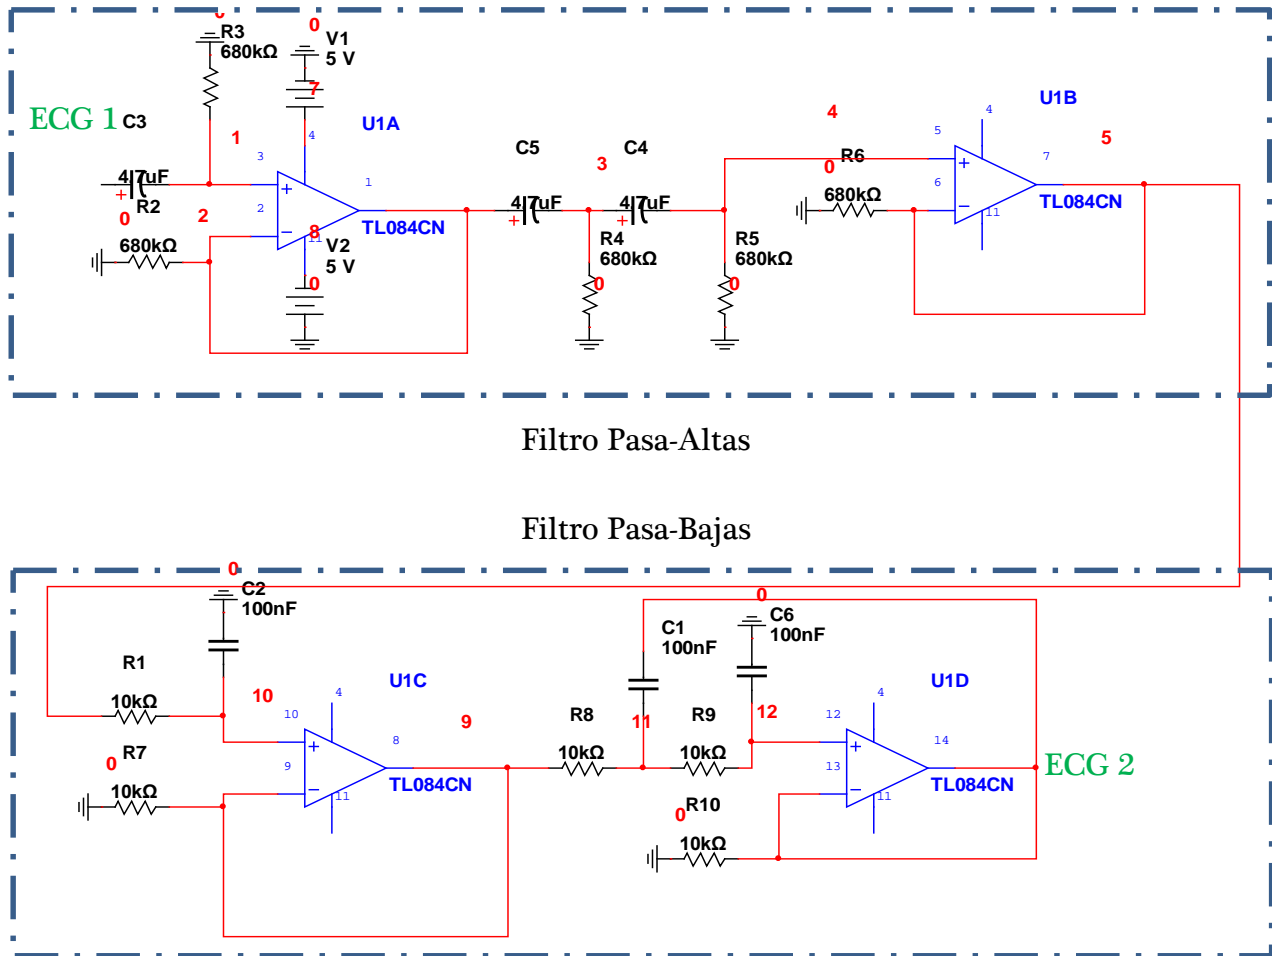 0
R3
680kΩ
0
V1
5 V
7
ECG 1
C3
1
U1A
4
3
4.7uF
+
R2
0
2
2
1
TL084CN
680kΩ
8
11
V2
5 V
0
C5
4.7uF
+
3
C4
4.7uF
+
R4
680kΩ
0
R5
680kΩ
0
4
R6
0
680kΩ
U1B
4
5
6
7
11
TL084CN
5
Filtro Pasa-Altas
Filtro Pasa-Bajas
0
C2
100nF
R1
10kΩ
10
R7
0
10kΩ
U1C
4
10
9
8
11
TL084CN
9
R8
10kΩ
C1
100nF
11
R9
10kΩ
0
C6
100nF
12
U1D
4
12
13
14
11
TL084CN
ECG 2
0
R10
10kΩ